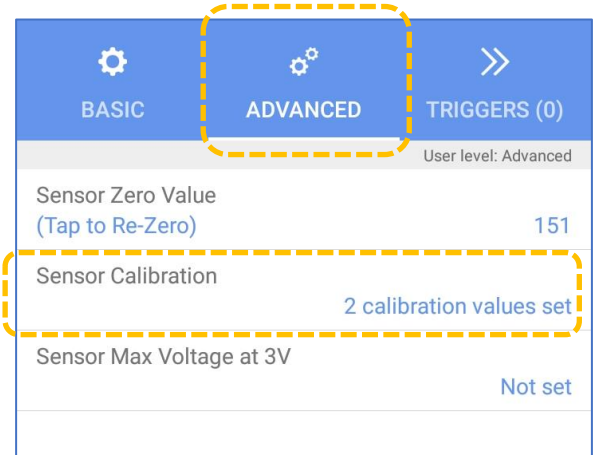 BASIC ADVANCED TRIGGERS (0)
User level: Advanced
Sensor Zero Value
(Tap to Re-Zero) 151
Sensor Calibration
2 calibration values set
Sensor Max Voltage at 3V
Not set